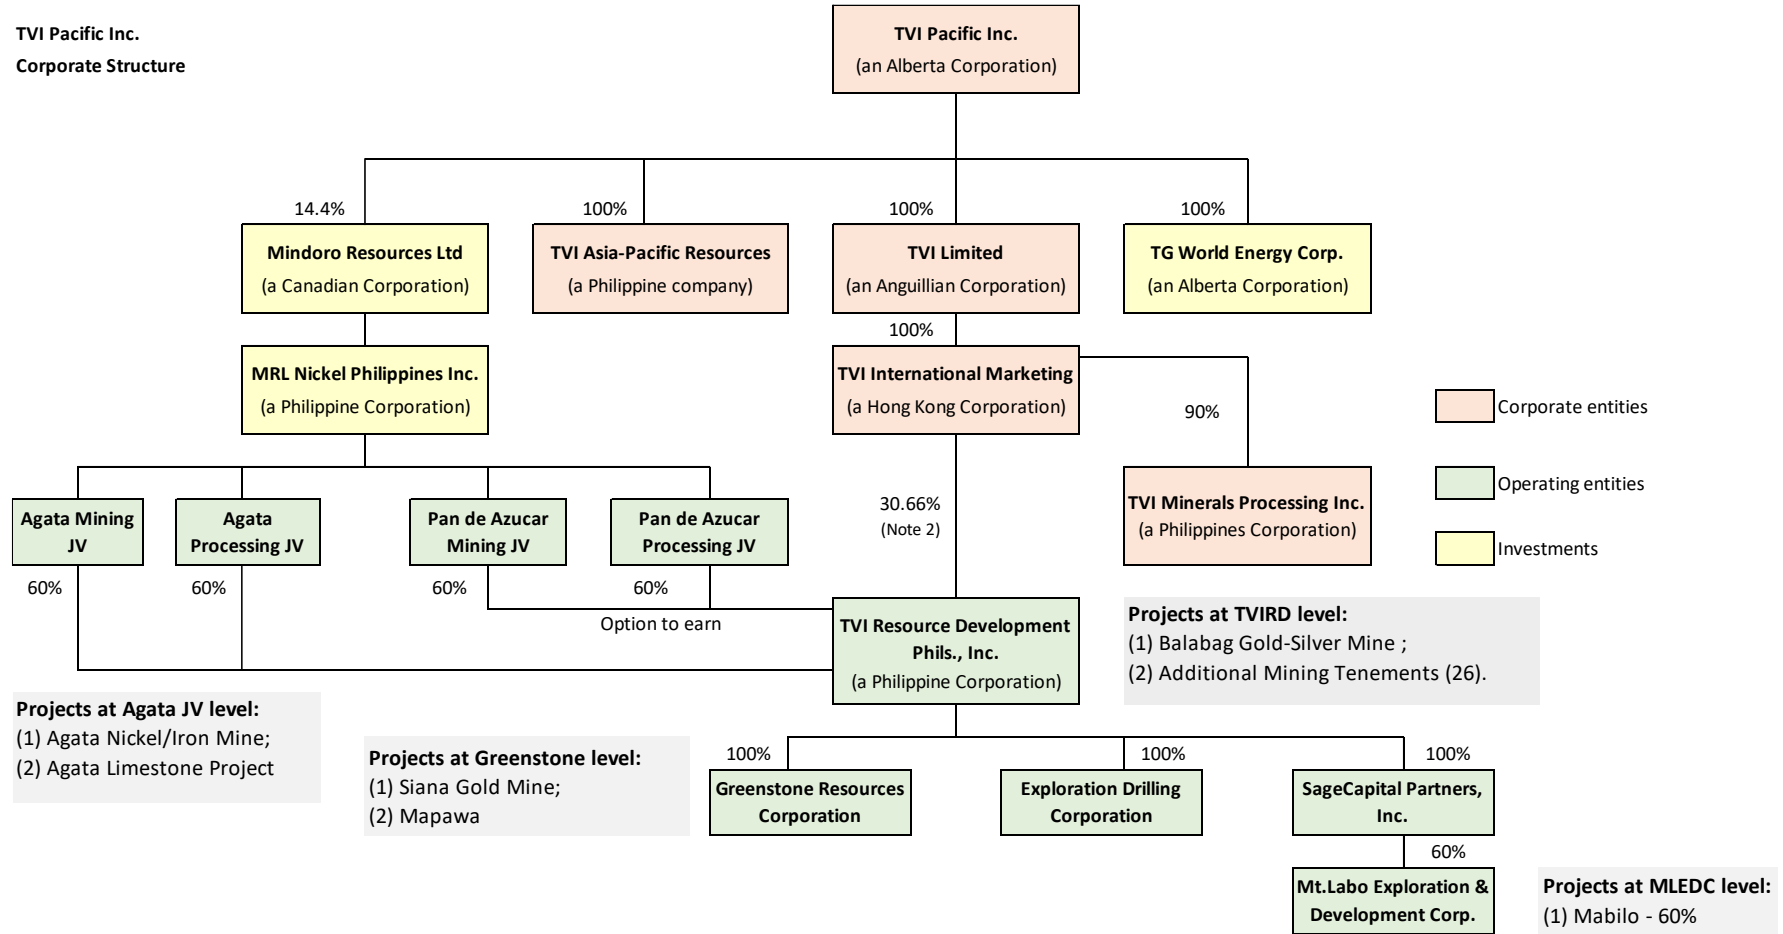 TVI Pacific Inc.
Corporate Structure
TVI Pacific Inc.
(an Alberta Corporation)
14.4%
100%
100%
100%
Mindoro Resources Ltd
(a Canadian Corporation)
TVI Asia-Pacific Resources
(a Philippine company)
TVI Limited
(an Anguillian Corporation)
TG World Energy Corp.
(an Alberta Corporation)
100%
MRL Nickel Philippines Inc.
(a Philippine Corporation)
TVI International Marketing
(a Hong Kong Corporation)
90%
Corporate entities
Operating entities
Investments
Agata Mining
JV
Agata
Processing JV
Pan de Azucar
Mining JV
Pan de Azucar
Processing JV
30.66%
(Note 2)
TVI Minerals Processing Inc.
(a Philippines Corporation)
60%
60%
60%
60%
Option to earn
TVI Resource Development
Phils., Inc.
(a Philippine Corporation)
Projects at TVIRD level:
(1) Balabag Gold-Silver Mine ;
(2) Additional Mining Tenements (26).
Projects at Agata JV level:
(1) Agata Nickel/Iron Mine;
(2) Agata Limestone Project
Projects at Greenstone level:
(1) Siana Gold Mine;
(2) Mapawa
100%
100%
100%
Greenstone Resources
Corporation
Exploration Drilling
Corporation
SageCapital Partners,
Inc.
60%
Mt.Labo Exploration &
Development Corp.
Projects at MLEDC level:
(1) Mabilo - 60%